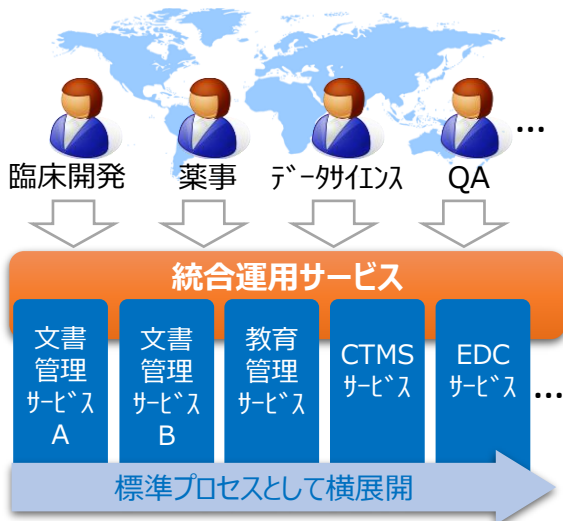 臨床開発
薬事
ﾃﾞｰﾀｻｲｴﾝｽ
QA
…
統合運用サービス
文書
管理
ｻｰﾋﾞｽ
A
文書
管理
ｻｰﾋﾞｽ
B
教育
管理
ｻｰﾋﾞｽ
CTMS
ｻｰﾋﾞｽ
EDC
ｻｰﾋﾞｽ
…
標準プロセスとして横展開